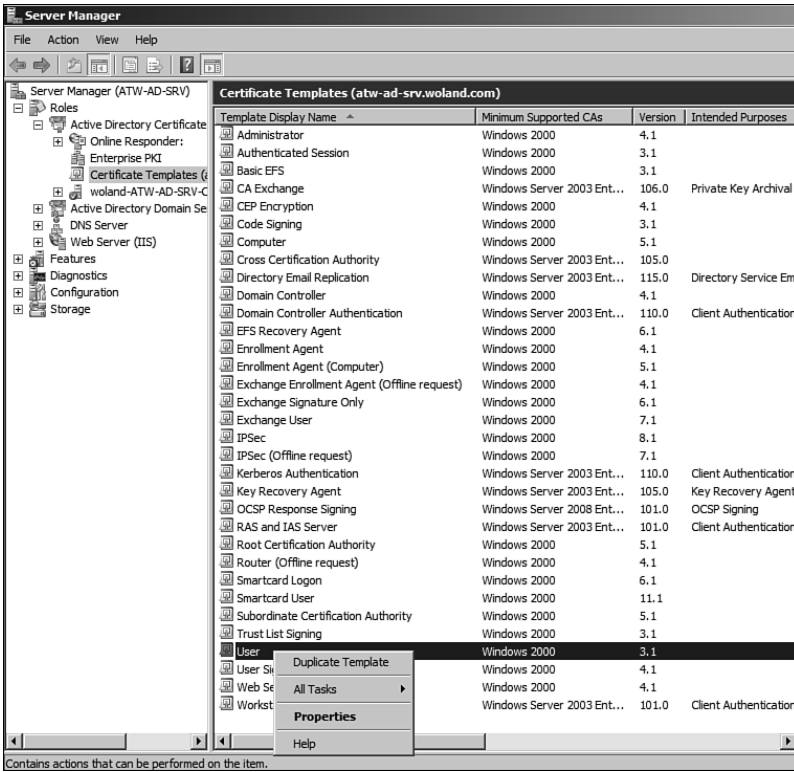 Server Manager
File Action View Help
Server Manager (ATW-AD-SRV)
Roles
Active Directory Certificate
Online Responder:
Enterprise PKI
Certificate Templates (a
woland-ATW-AD-SRV-C
Active Directory Domain Se
DNS Server
Web Server (IIS)
Features
Diagnostics
Configuration
Storage
Certificate Templates (atw-ad-srv.woland.com)
Template Display Name Minimum Supported CAs Version Intended Purposes
Administrator Windows 2000 4.1
Authenticated Session Windows 2000 3.1
Basic EFS Windows 2000 3.1
CA Exchange Windows Server 2003 Ent... 106.0 Private Key Archival
CEP Encryption Windows 2000 4.1
Code Signing Windows 2000 3.1
Computer Windows 2000 5.1
Cross Certification Authority Windows Server 2003 Ent... 105.0
Directory Email Replication Windows Server 2003 Ent... 115.0 Directory Service Em
Domain Controller Windows 2000 4.1
Domain Controller Authentication Windows Server 2003 Ent... 110.0 Client Authentication
EFS Recovery Agent Windows 2000 6.1
Enrollment Agent Windows 2000 4.1
Enrollment Agent (Computer) Windows 2000 5.1
Exchange Enrollment Agent (Offline request) Windows 2000 4.1
Exchange Signature Only Windows 2000 6.1
Exchange User Windows 2000 7.1
IPSec Windows 2000 8.1
IPSec (Offline request) Windows 2000 7.1
Kerberos Authentication Windows Server 2003 Ent... 110.0 Client Authentication
Key Recovery Agent Windows Server 2003 Ent... 105.0 Key Recovery Agent
OCSP Response Signing Windows Server 2008 Ent... 101.0 OCSP Signing
RAS and IAS Server Windows Server 2003 Ent... 101.0 Client Authentication
Root Certification Authority Windows 2000 5.1
Router (Offline request) Windows 2000 4.1
Smartcard Logon Windows 2000 6.1
Smartcard User Windows 2000 11.1
Subordinate Certification Authority Windows 2000 5.1
Trust List Signing Windows 2000 3.1
User Windows 2000 3.1
User Si Windows 2000 4.1
Web Se Windows 2000 4.1
Workst Windows Server 2003 Ent... 101.0 Client Authentication
Duplicate Template
All Tasks
Properties
Help
Contains actions that can be performed on the item.